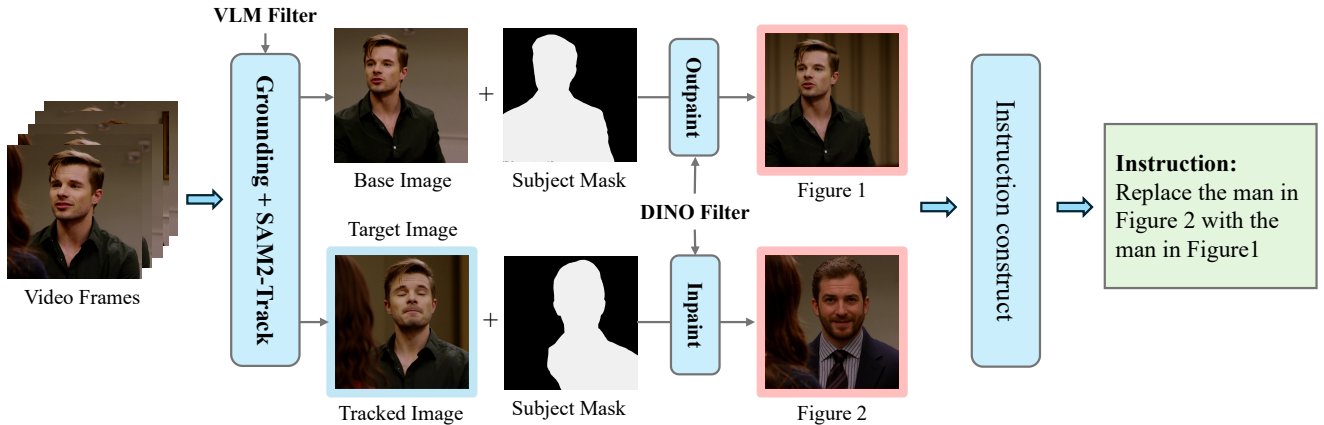 VLM Filter
Grounding + SAM2-Track
Video Frames
Base Image
+
Subject Mask
Outpaint
Figure 1
Target Image
DINO Filter
Tracked Image
+
Subject Mask
Inpaint
Figure 2
Instruction construct
Instruction:
Replace the man in
Figure 2 with the
man in Figure1